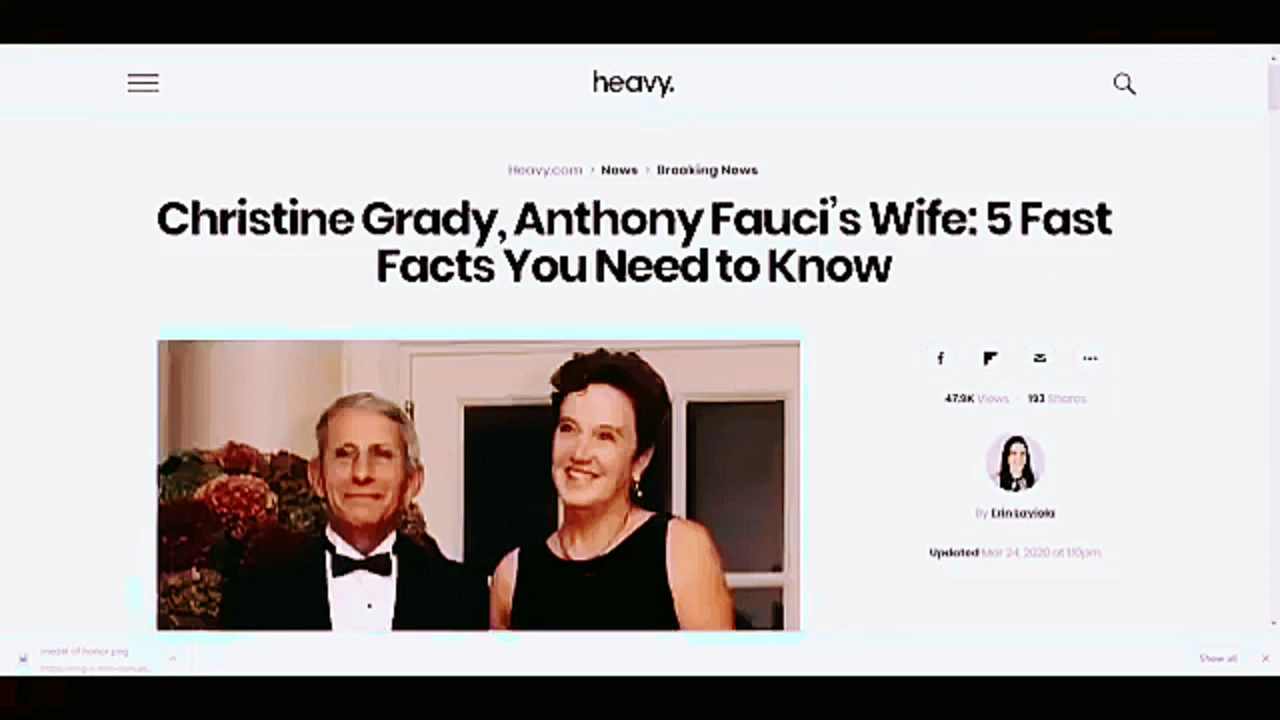 heavy.
Heavy.com > News > Breaking News
Christine Grady, Anthony Fauci's Wife: 5 Fast
Facts You Need to Know
47.9K Views · 193 Shares
By Erin Laviola
Updated Mar 24, 2020 at 1:10pm
medal of honor.png
Show all